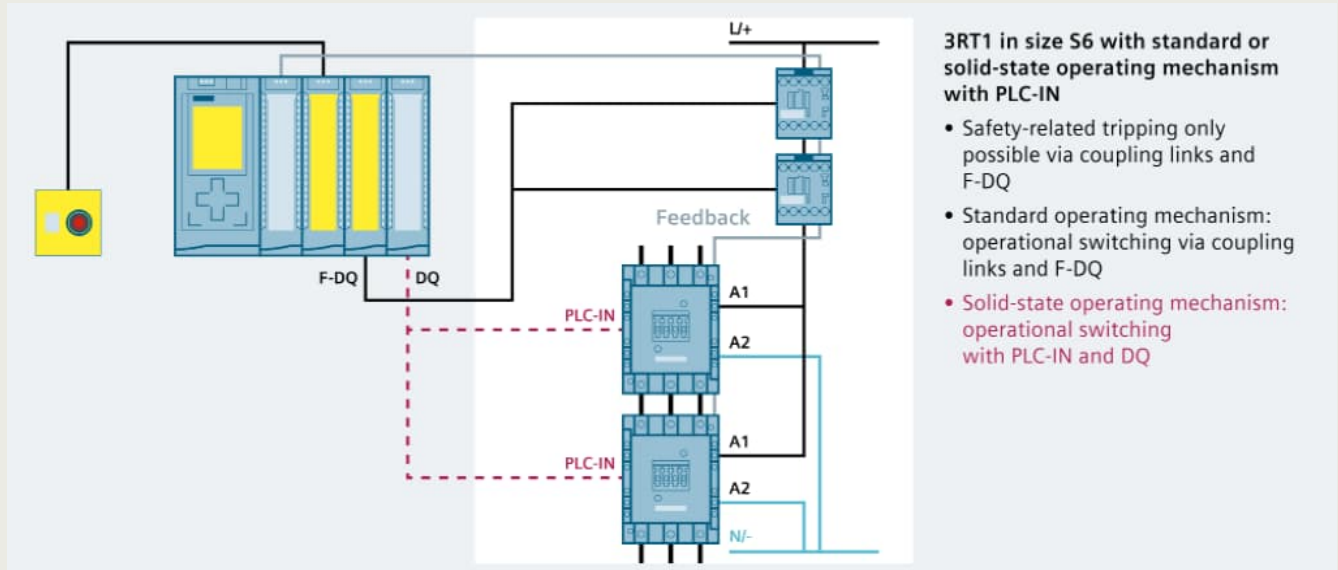 L/+
3RT1 in size S6 with standard or
solid-state operating mechanism
with PLC-IN
• Safety-related tripping only
possible via coupling links and
F-DQ
• Standard operating mechanism:
operational switching via coupling
links and F-DQ
• Solid-state operating mechanism:
operational switching
with PLC-IN and DQ
Feedback
F-DQ
DQ
A1
PLC-IN
A2
A1
PLC-IN
A2
N/-